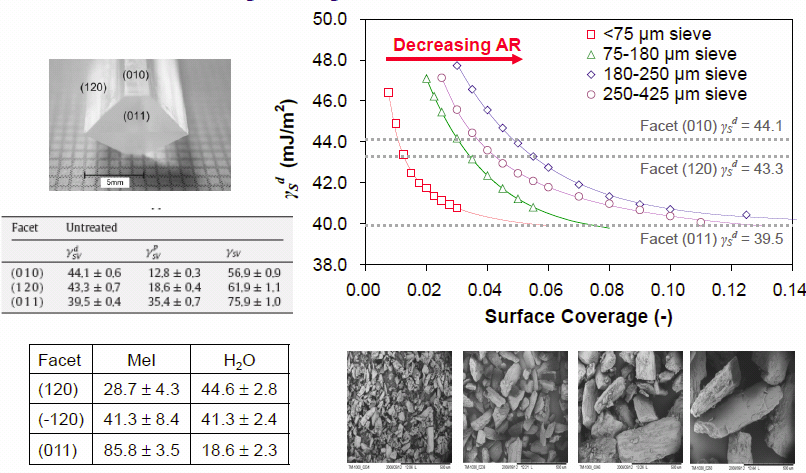 50.0
48.0
46.0
44.0
42.0
40.0
38.0
γsᵈ (mJ/m²)
0.00 0.02 0.04 0.06 0.08 0.10 0.12 0.14
Surface Coverage (-)
Decreasing AR
<75 µm sieve
75-180 µm sieve
180-250 µm sieve
250-425 µm sieve
Facet (010) γsᵈ = 44.1
Facet (120) γsᵈ = 43.3
Facet (011) γsᵈ = 39.5
(120)
(010)
(011)
5mm
Facet Untreated
γᵈSV γᵖSV γSV
(010) 44,1 ± 0,6 12,8 ± 0,3 56,9 ± 0,9
(120) 43,3 ± 0,7 18,6 ± 0,4 61,9 ± 1,1
(011) 39,5 ± 0,4 35,4 ± 0,7 75,9 ± 1,0
Facet MeI H₂O
(120) 28.7 ± 4.3 44.6 ± 2.8
(-120) 41.3 ± 8.4 41.3 ± 2.4
(011) 85.8 ± 3.5 18.6 ± 2.3